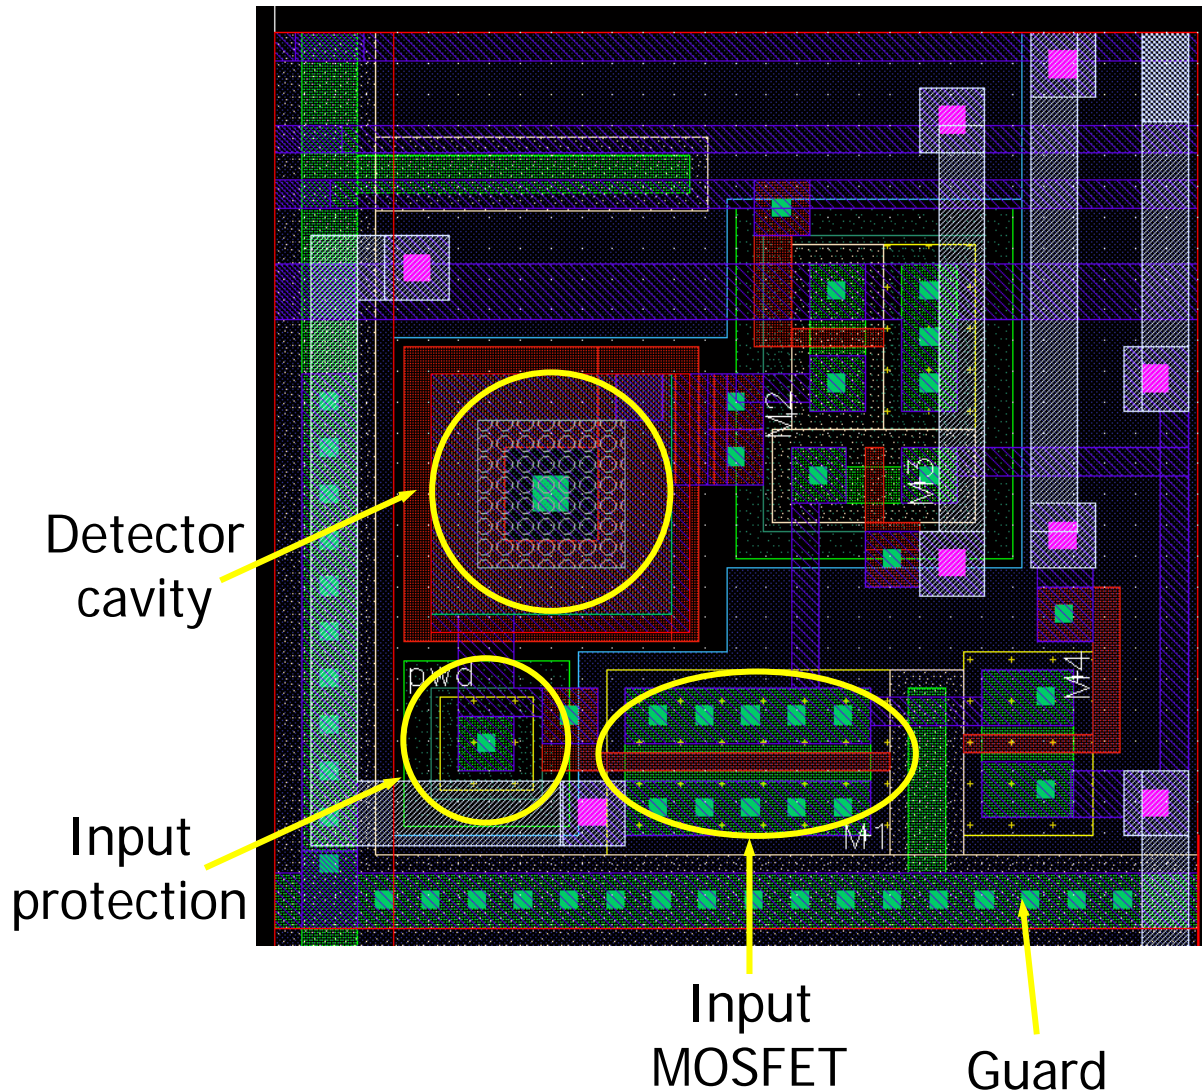 M2
M3
Detector
cavity
pwd
M4
Input
protection
M1
Input
MOSFET
Guard